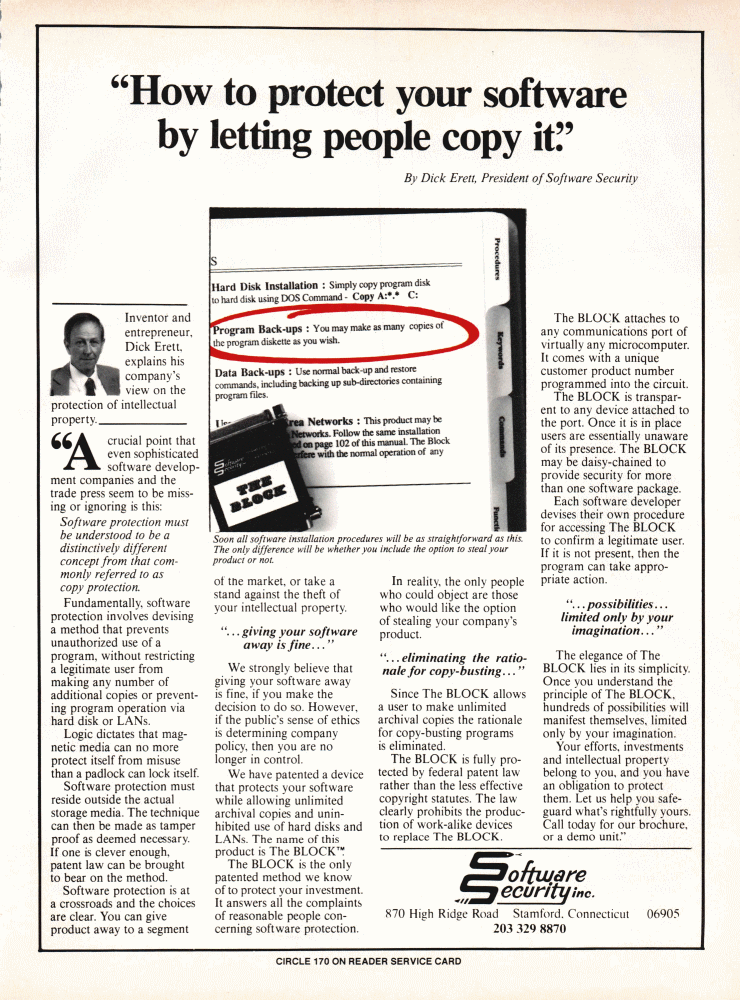 “How to protect your software
by letting people copy it.”
By Dick Erett, President of Software Security
Inventor and
entrepreneur,
Dick Erett,
explains his
company's
view on the
protection of intellectual
property.
“A crucial point that
even sophisticated
software develop-
ment companies and the
trade press seem to be miss-
ing or ignoring is this:
Software protection must
be understood to be a
distinctively different
concept from that com-
monly referred to as
copy protection.
Fundamentally, software
protection involves devising
a method that prevents
unauthorized use of a
program, without restricting
a legitimate user from
making any number of
additional copies or prevent-
ing program operation via
hard disk or LANs.
Logic dictates that mag-
netic media can no more
protect itself from misuse
than a padlock can lock itself.
Software protection must
reside outside the actual
storage media. The technique
can then be made as tamper
proof as deemed necessary.
If one is clever enough,
patent law can be brought
to bear on the method.
Software protection is at
a crossroads and the choices
are clear. You can give
product away to a segment
S
Hard Disk Installation : Simply copy program disk
to hard disk using DOS Command - Copy A:*.* C:
Program Back-ups : You may make as many copies of
the program diskette as you wish.
Data Back-ups : Use normal back-up and restore
commands, including backing up sub-directories containing
program files.
rea Networks : This product may be
Networks. Follow the same installation
ed on page 102 of this manual. The Block
rfere with the normal operation of any
Procedures
Keywords
Commands
Functi
Software
Security inc.
THE
BLOCK
Soon all software installation procedures will be as straightforward as this.
The only difference will be whether you include the option to steal your
product or not.
of the market, or take a
stand against the theft of
your intellectual property.
“...giving your software
away is fine...”
We strongly believe that
giving your software away
is fine, if you make the
decision to do so. However,
if the public's sense of ethics
is determining company
policy, then you are no
longer in control.
We have patented a device
that protects your software
while allowing unlimited
archival copies and unin-
hibited use of hard disks and
LANs. The name of this
product is The BLOCK™.
The BLOCK is the only
patented method we know
of to protect your investment.
It answers all the complaints
of reasonable people con-
cerning software protection.
In reality, the only people
who could object are those
who would like the option
of stealing your company's
product.
“...eliminating the ratio-
nale for copy-busting...”
Since The BLOCK allows
a user to make unlimited
archival copies the rationale
for copy-busting programs
is eliminated.
The BLOCK is fully pro-
tected by federal patent law
rather than the less effective
copyright statutes. The law
clearly prohibits the produc-
tion of work-alike devices
to replace The BLOCK.
The BLOCK attaches to
any communications port of
virtually any microcomputer.
It comes with a unique
customer product number
programmed into the circuit.
The BLOCK is transpar-
ent to any device attached to
the port. Once it is in place
users are essentially unaware
of its presence. The BLOCK
may be daisy-chained to
provide security for more
than one software package.
Each software developer
devises their own procedure
for accessing The BLOCK
to confirm a legitimate user.
If it is not present, then the
program can take appro-
priate action.
“...possibilities...
limited only by your
imagination...”
The elegance of The
BLOCK lies in its simplicity.
Once you understand the
principle of The BLOCK,
hundreds of possibilities will
manifest themselves, limited
only by your imagination.
Your efforts, investments
and intellectual property
belong to you, and you have
an obligation to protect
them. Let us help you safe-
guard what's rightfully yours.
Call today for our brochure,
or a demo unit.”
Software
Security inc.
870 High Ridge Road Stamford, Connecticut 06905
203 329 8870
CIRCLE 170 ON READER SERVICE CARD